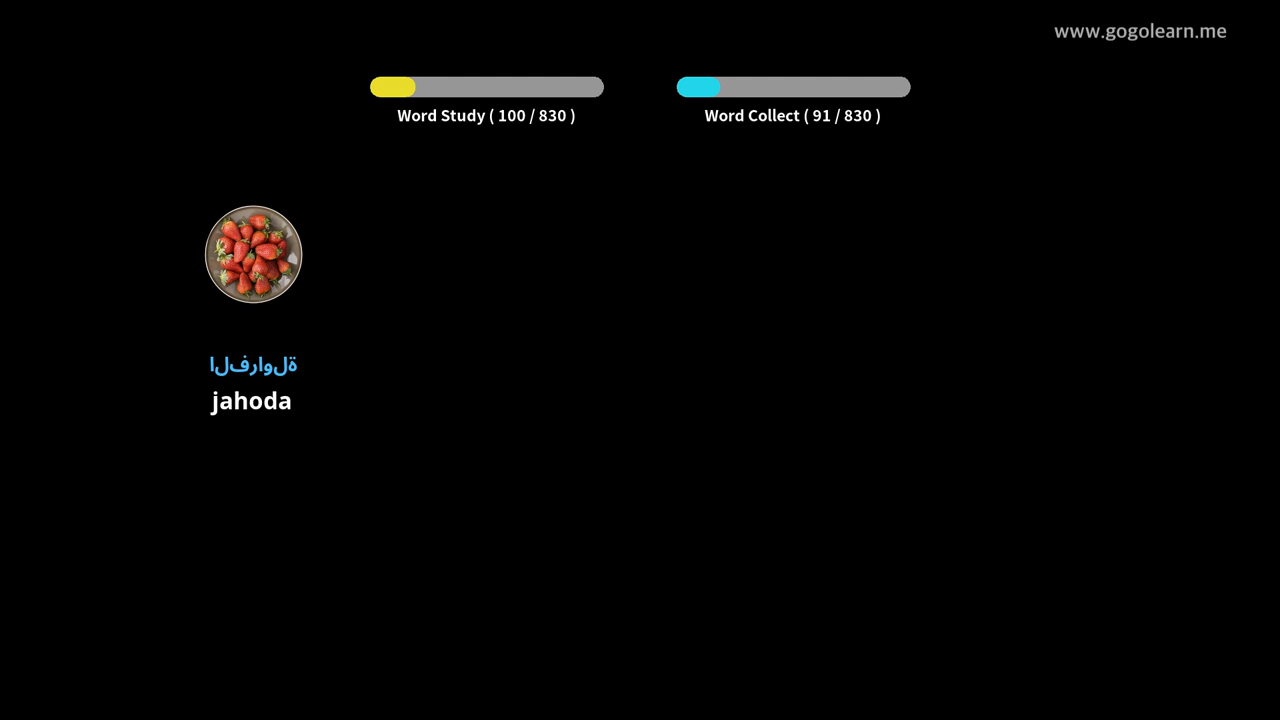 www.gogolearn.me
Word Study ( 100 / 830 )
Word Collect ( 91 / 830 )
الفراولة
jahoda